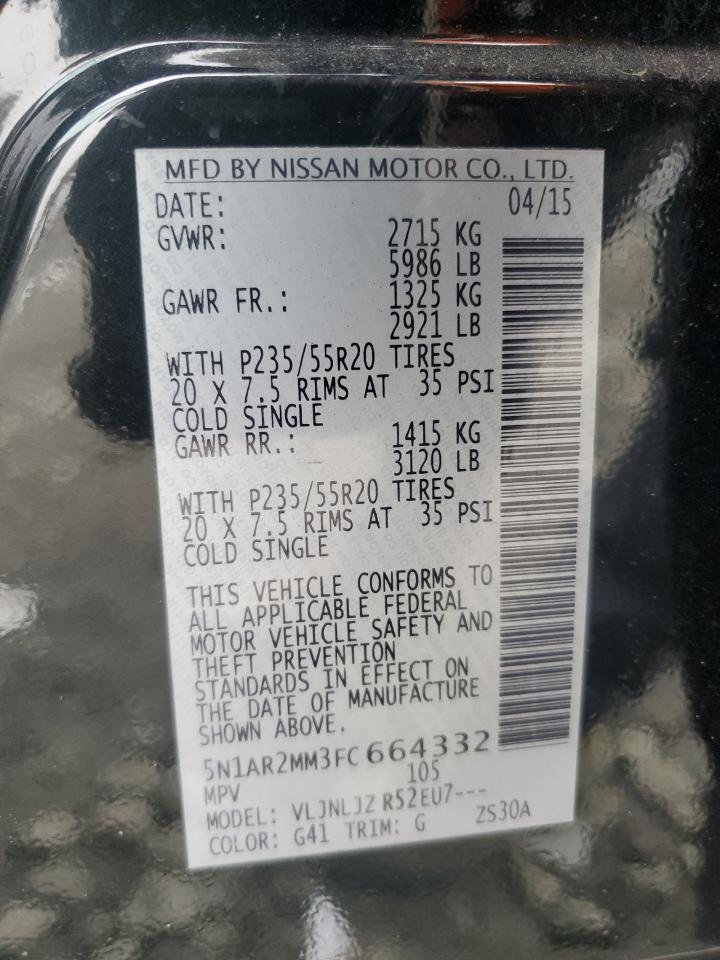 MFD BY NISSAN MOTOR CO., LTD.
DATE: 04/15
GVWR: 2715 KG
5986 LB
GAWR FR.: 1325 KG
2921 LB
WITH P235/55R20 TIRES
20 X 7.5 RIMS AT 35 PSI
COLD SINGLE
GAWR RR.: 1415 KG
3120 LB
WITH P235/55R20 TIRES
20 X 7.5 RIMS AT 35 PSI
COLD SINGLE
THIS VEHICLE CONFORMS TO
ALL APPLICABLE FEDERAL
MOTOR VEHICLE SAFETY AND
THEFT PREVENTION
STANDARDS IN EFFECT ON
THE DATE OF MANUFACTURE
SHOWN ABOVE.
5N1AR2MM3FC 664332
MPV 105
MODEL: VLJNLJZ R52EU7---
COLOR: G41 TRIM: G ZS30A